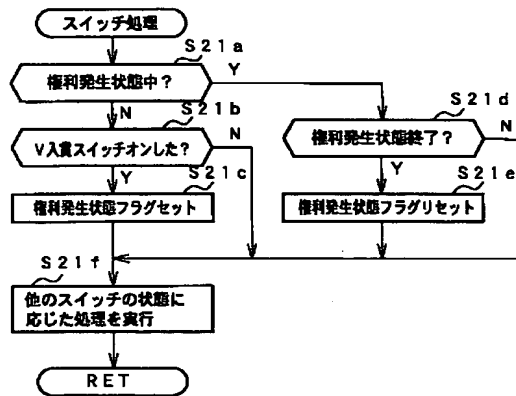 スイッチ処理
S21a
権利発生状態中?
Y
N
S21b
V入賞スイッチオンした?
N
Y
S21c
権利発生状態フラグセット
S21d
権利発生状態終了?
N
Y
S21e
権利発生状態フラグリセット
S21f
他のスイッチの状態に
応じた処理を実行
RET